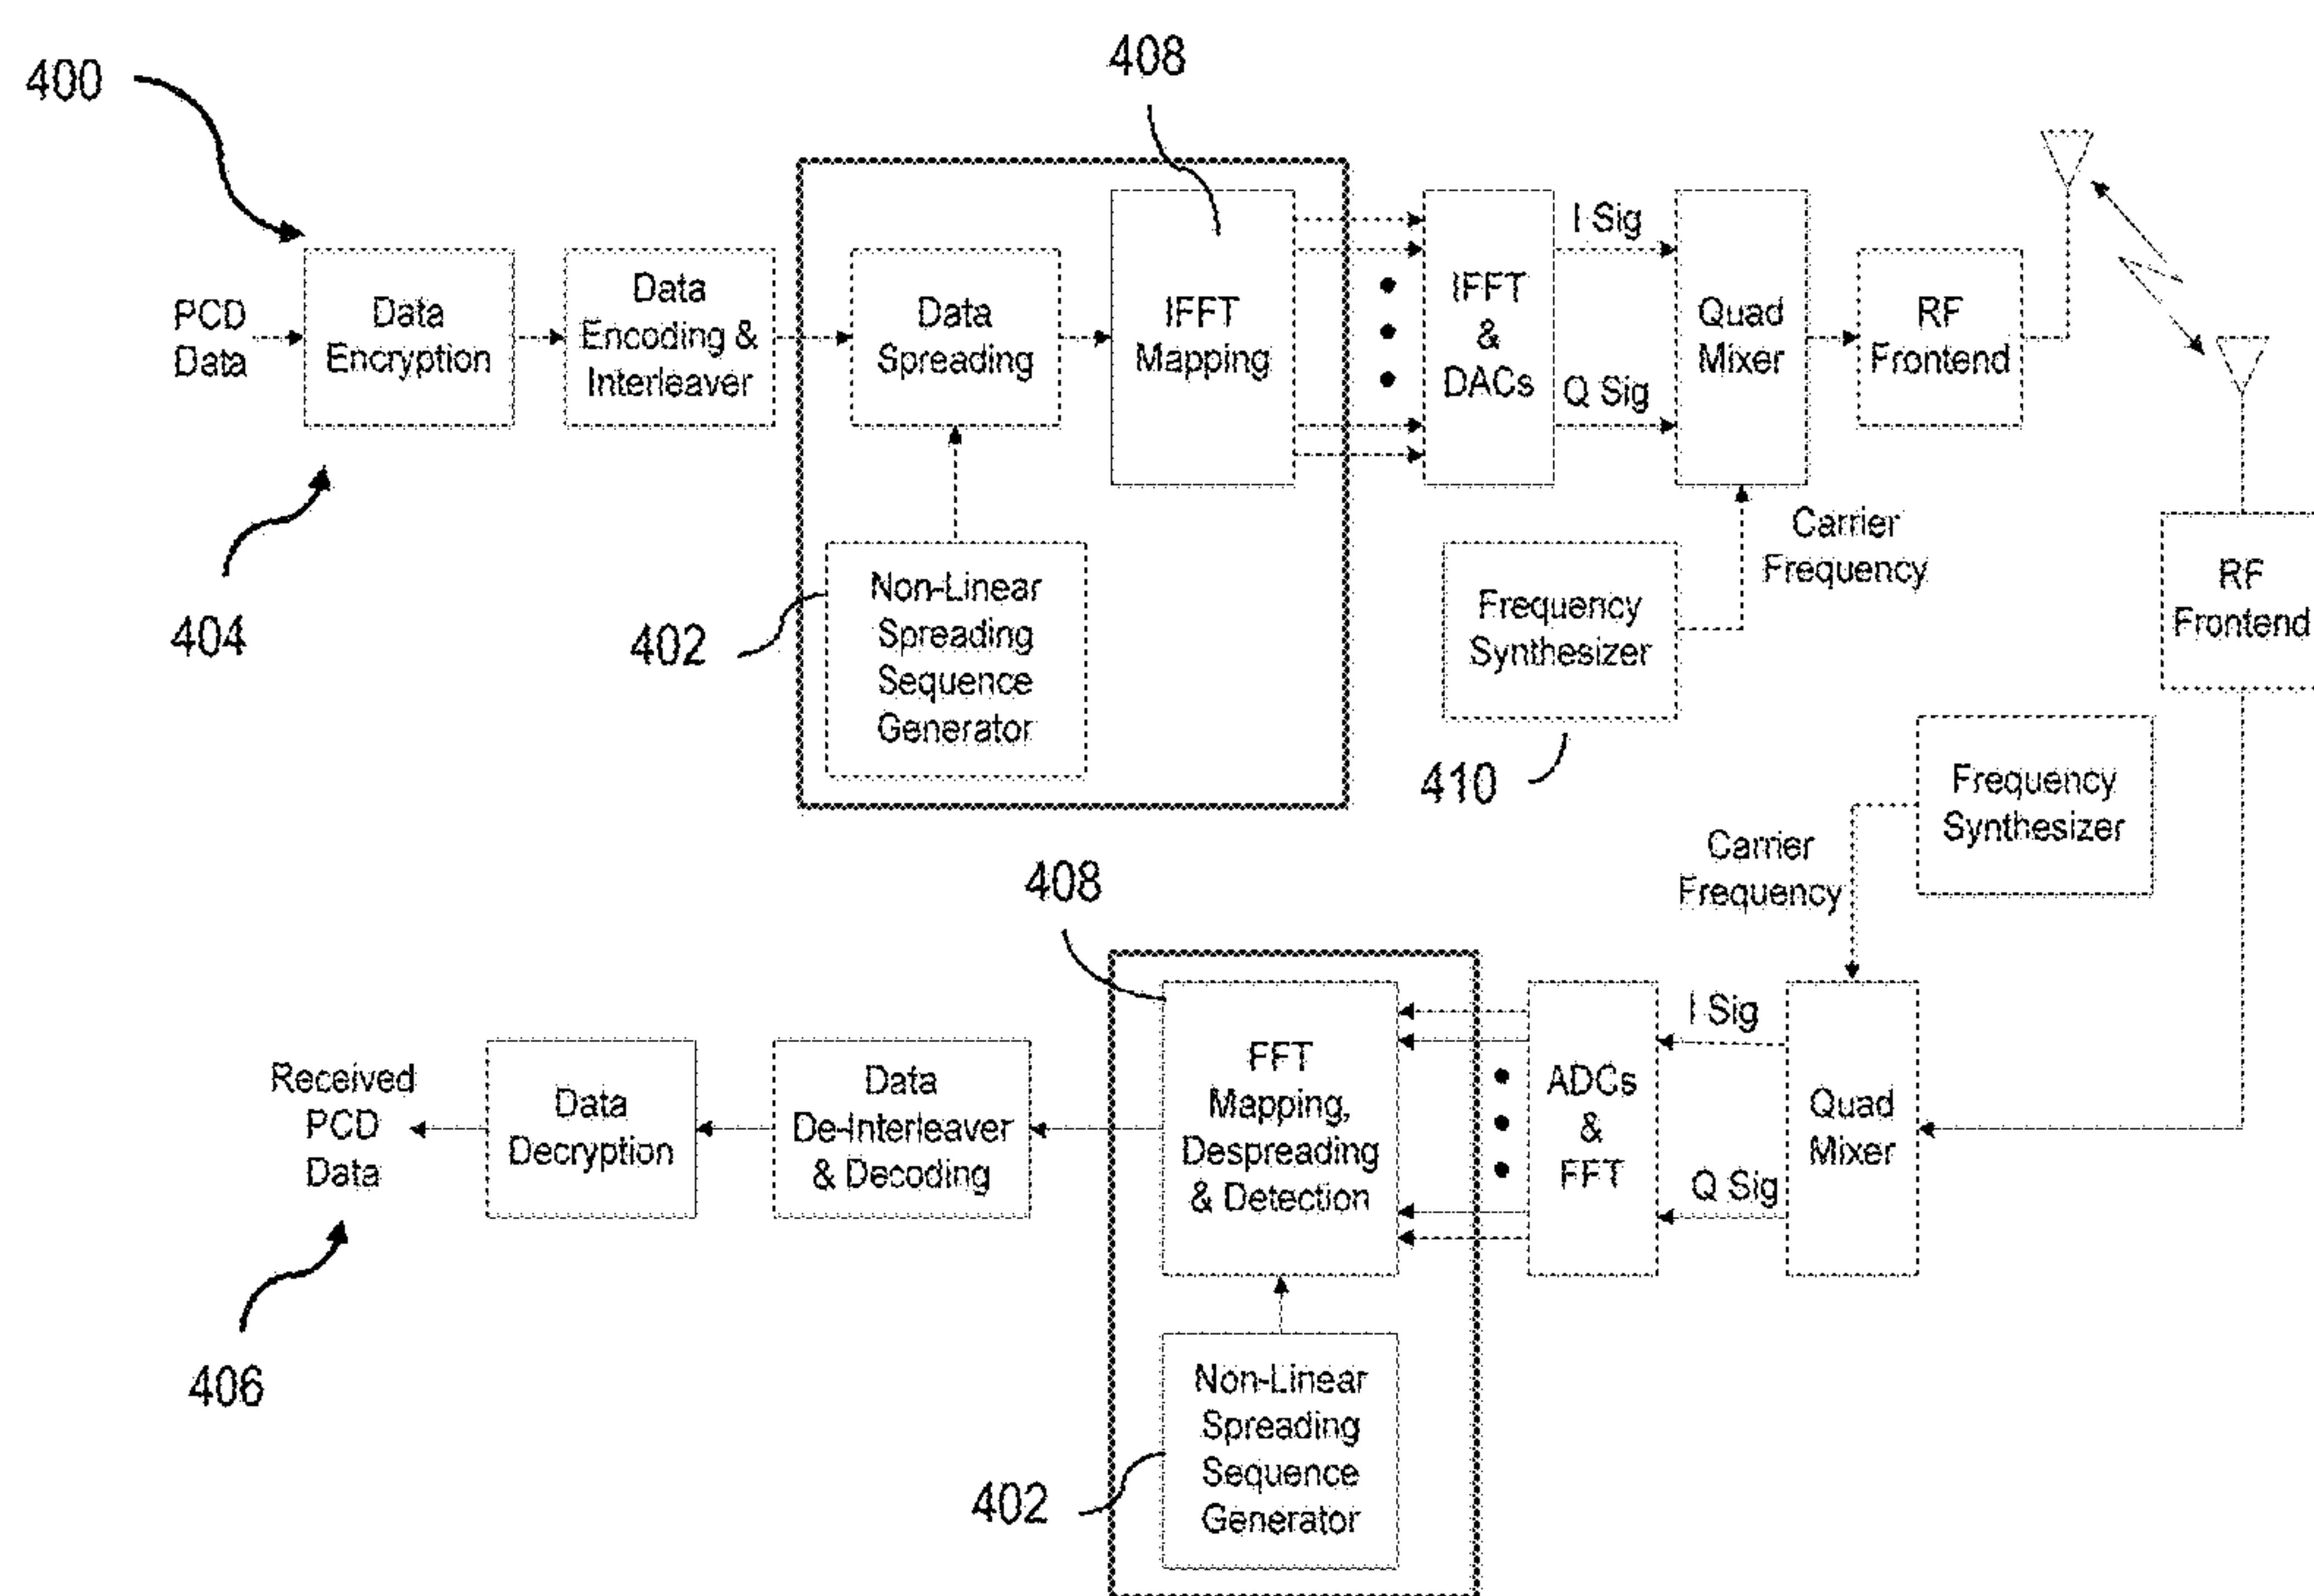 408
400
PCD
Data
Data
Encryption
Data
Encoding &
Interleaver
Data
Spreading
IFFT
Mapping
IFFT
&
DACs
I Sig
Q Sig
Quad
Mixer
RF
Frontend
404
402
Non-Linear
Spreading
Sequence
Generator
Frequency
Synthesizer
Carrier
Frequency
410
RF
Frontend
Frequency
Synthesizer
Carrier
Frequency
408
Received
PCD
Data
Data
Decryption
Data
De-Interleaver
& Decoding
FFT
Mapping,
Despreading
& Detection
ADCs
&
FFT
I Sig
Q Sig
Quad
Mixer
406
402
Non-Linear
Spreading
Sequence
Generator